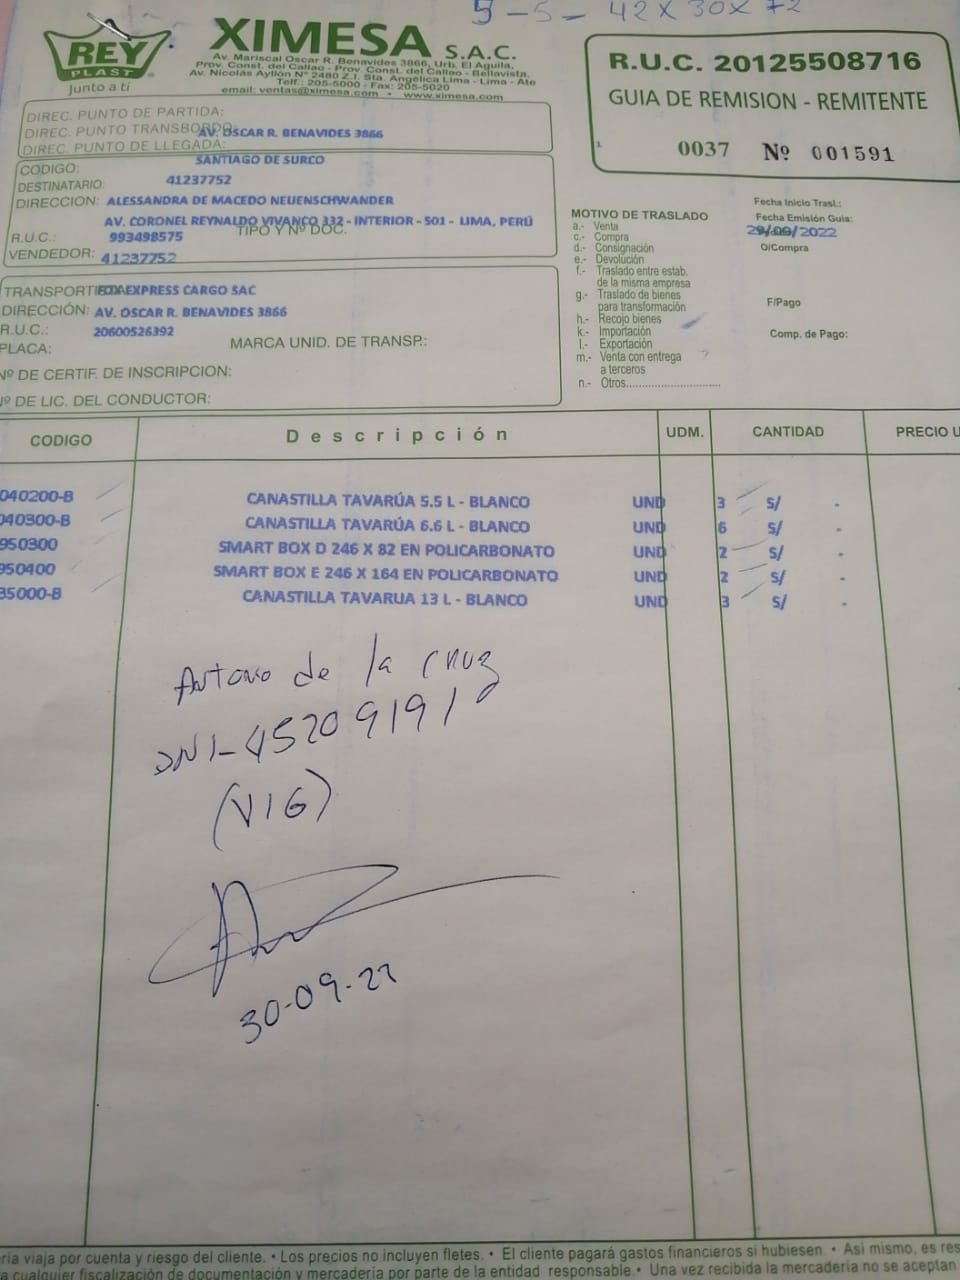 5-5-42x30x72
REY
PLAST
Junto a ti
XIMESA S.A.C.
Av. Mariscal Oscar R. Benavides 3866, Urb. El Aguila,
Prov. Const. del Callao - Prov. Const. del Callao - Bellavista.
Av. Nicolás Ayllón Nº 2480 Z.I. Sta. Angélica Lima - Lima - Ate
Telf.: 205-5000 - Fax: 205-5020
email: ventas@ximesa.com • www.ximesa.com
R.U.C. 20125508716
GUIA DE REMISION - REMITENTE
0037 Nº 001591
DIREC. PUNTO DE PARTIDA:
DIREC. PUNTO TRANSBORDO: AV. OSCAR R. BENAVIDES 3866
DIREC. PUNTO DE LLEGADA:
SANTIAGO DE SURCO
CODIGO:
41237752
DESTINATARIO:
DIRECCION: ALESSANDRA DE MACEDO NEUENSCHWANDER
AV. CORONEL REYNALDO VIVANCO 332 - INTERIOR - S01 - LIMA, PERÚ
R.U.C.: 993498575 TIPO Y Nº DOC.
VENDEDOR: 41237752
TRANSPORTI EXPRESS CARGO SAC
DIRECCIÓN: AV. OSCAR R. BENAVIDES 3866
R.U.C.: 20600526392
PLACA: MARCA UNID. DE TRANSP.:
Nº DE CERTIF. DE INSCRIPCION:
Nº DE LIC. DEL CONDUCTOR:
MOTIVO DE TRASLADO
a.- Venta
c.- Compra
d.- Consignación
e.- Devolución
f.- Traslado entre estab.
de la misma empresa
g.- Traslado de bienes
para transformación
h.- Recojo bienes
k.- Importación
l.- Exportación
m.- Venta con entrega
a terceros
n.- Otros..............................
Fecha Inicio Trasl.:
Fecha Emisión Guia:
29/09/2022
O/Compra
F/Pago
Comp. de Pago:
CODIGO Descripción UDM. CANTIDAD PRECIO U
040200-B CANASTILLA TAVARÚA 5.5 L - BLANCO UND 3 S/ -
040300-B CANASTILLA TAVARÚA 6.6 L - BLANCO UND 6 S/ -
950300 SMART BOX D 246 X 82 EN POLICARBONATO UND 2 S/ -
950400 SMART BOX E 246 X 164 EN POLICARBONATO UND 2 S/ -
35000-B CANASTILLA TAVARUA 13 L - BLANCO UND 3 S/ -
Antonio de la Cruz
DNI-45209191
(VIG)
30-09-22
ria viaja por cuenta y riesgo del cliente. • Los precios no incluyen fletes. • El cliente pagará gastos financieros si hubiesen. • Asi mismo, es res
a cualquier fiscalización de documentación y mercaderia por parte de la entidad responsable. • Una vez recibida la mercadería no se aceptan